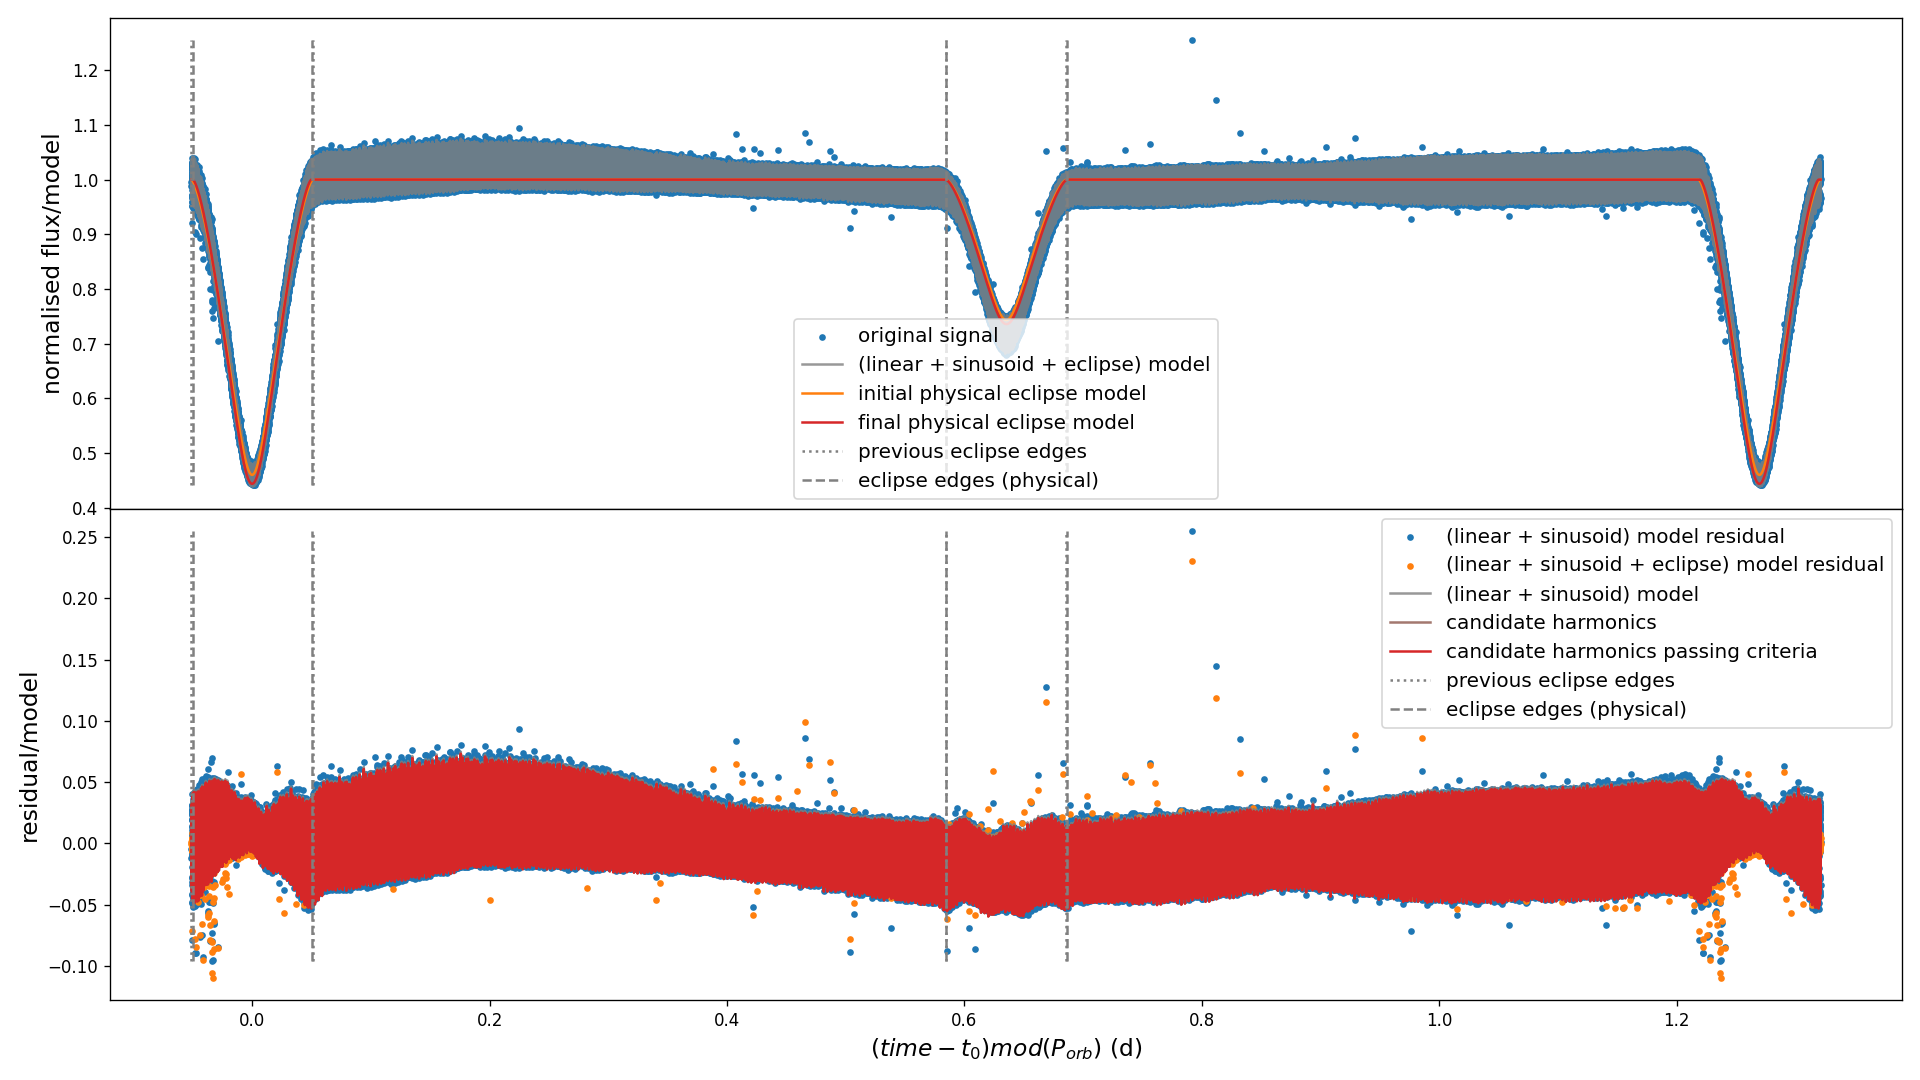 normalised flux/model
1.2
1.1
1.0
0.9
0.8
0.7
0.6
0.5
0.4
original signal
(linear + sinusoid + eclipse) model
initial physical eclipse model
final physical eclipse model
previous eclipse edges
eclipse edges (physical)
residual/model
0.25
0.20
0.15
0.10
0.05
0.00
−0.05
−0.10
(linear + sinusoid) model residual
(linear + sinusoid + eclipse) model residual
(linear + sinusoid) model
candidate harmonics
candidate harmonics passing criteria
previous eclipse edges
eclipse edges (physical)
0.0 0.2 0.4 0.6 0.8 1.0 1.2
(time − t₀)mod(P_orb) (d)